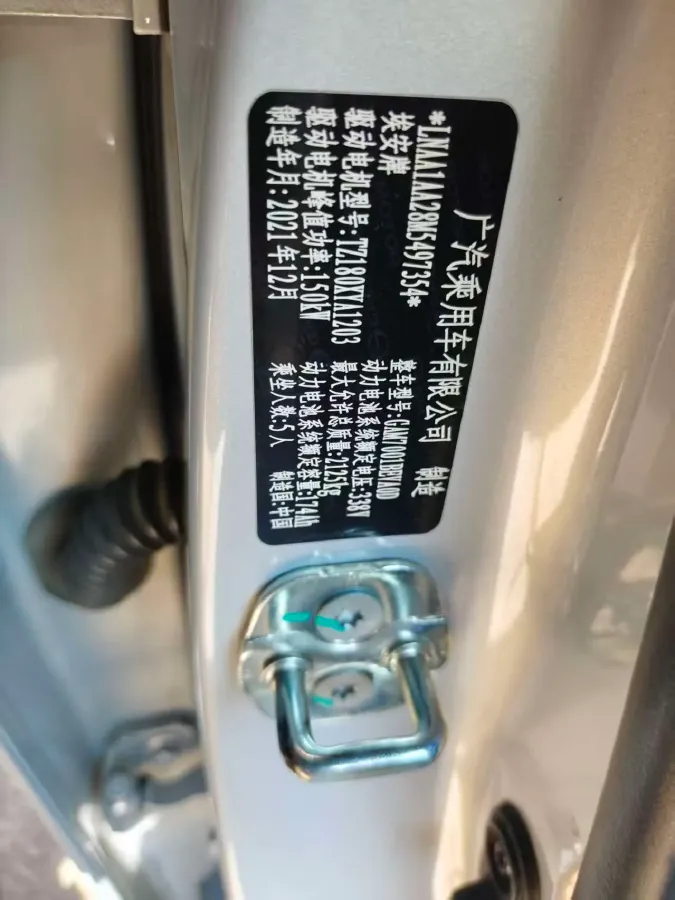 广汽乘用车有限公司 制造
*LNAA1AA28M5497354*
埃安牌 整车型号:GAM7001BEVA0D
驱动电机型号:TZ180XYA1203 动力电池系统额定电压:338V
驱动电机峰值功率:150kW 最大允许总质量:2125kg
制造年月:2021年12月 动力电池系统额定容量:174Ah
乘坐人数:5人 制造国:中国